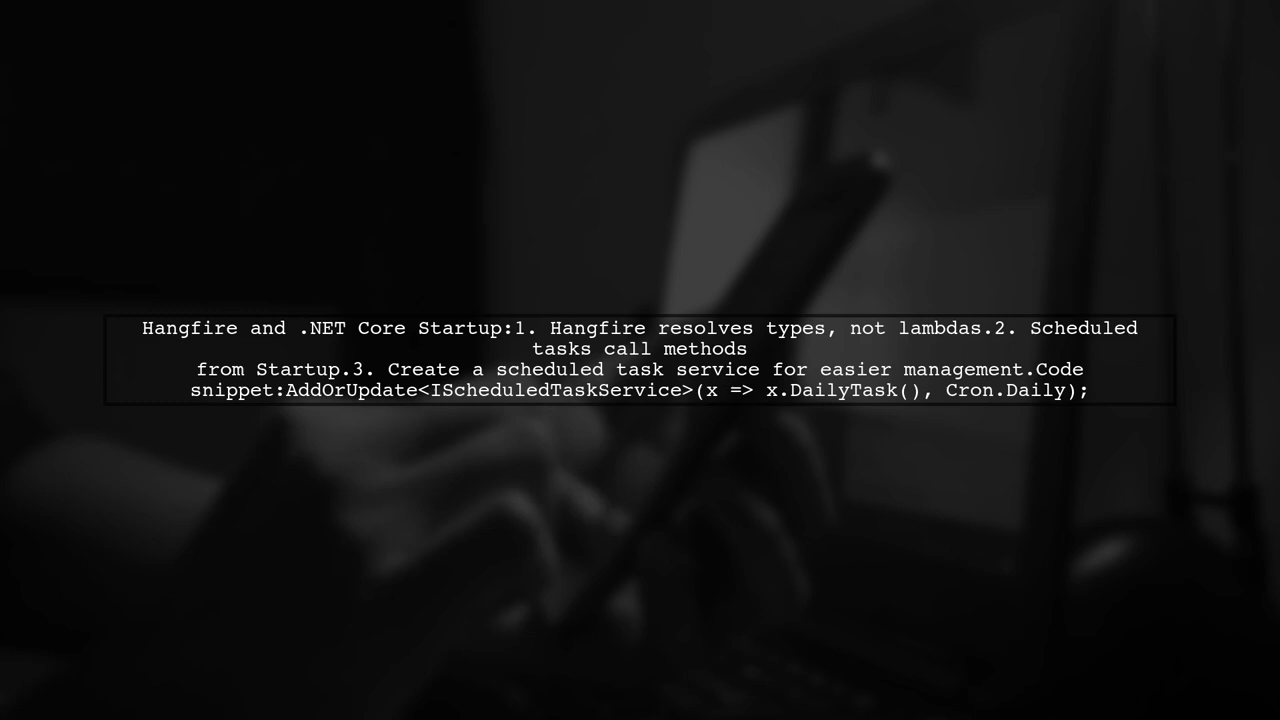 Hangfire and .NET Core Startup:1. Hangfire resolves types, not lambdas.2. Scheduled
tasks call methods
from Startup.3. Create a scheduled task service for easier management.Code
snippet:AddOrUpdate<IScheduledTaskService>(x => x.DailyTask(), Cron.Daily);